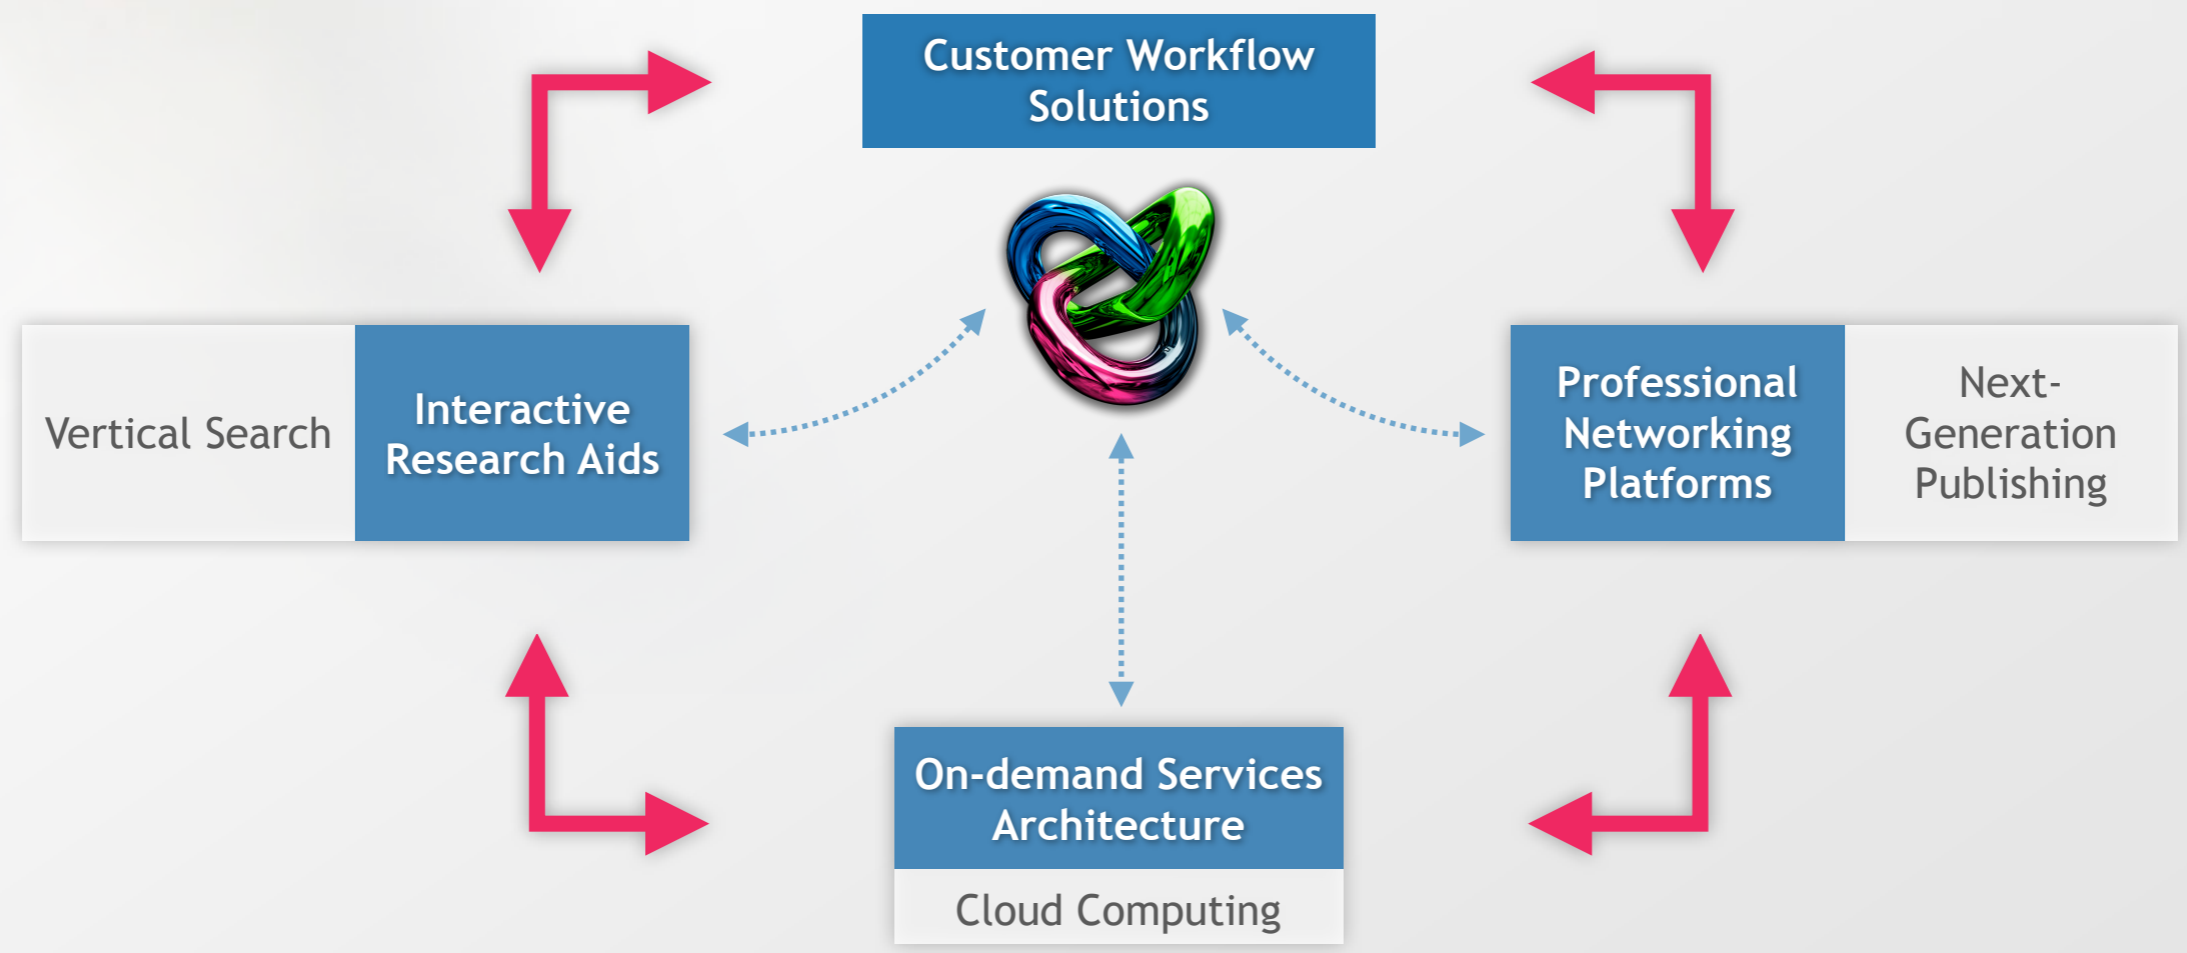 Customer Workflow
Solutions
Vertical Search
Interactive
Research Aids
Professional
Networking
Platforms
Next-
Generation
Publishing
On-demand Services
Architecture
Cloud Computing